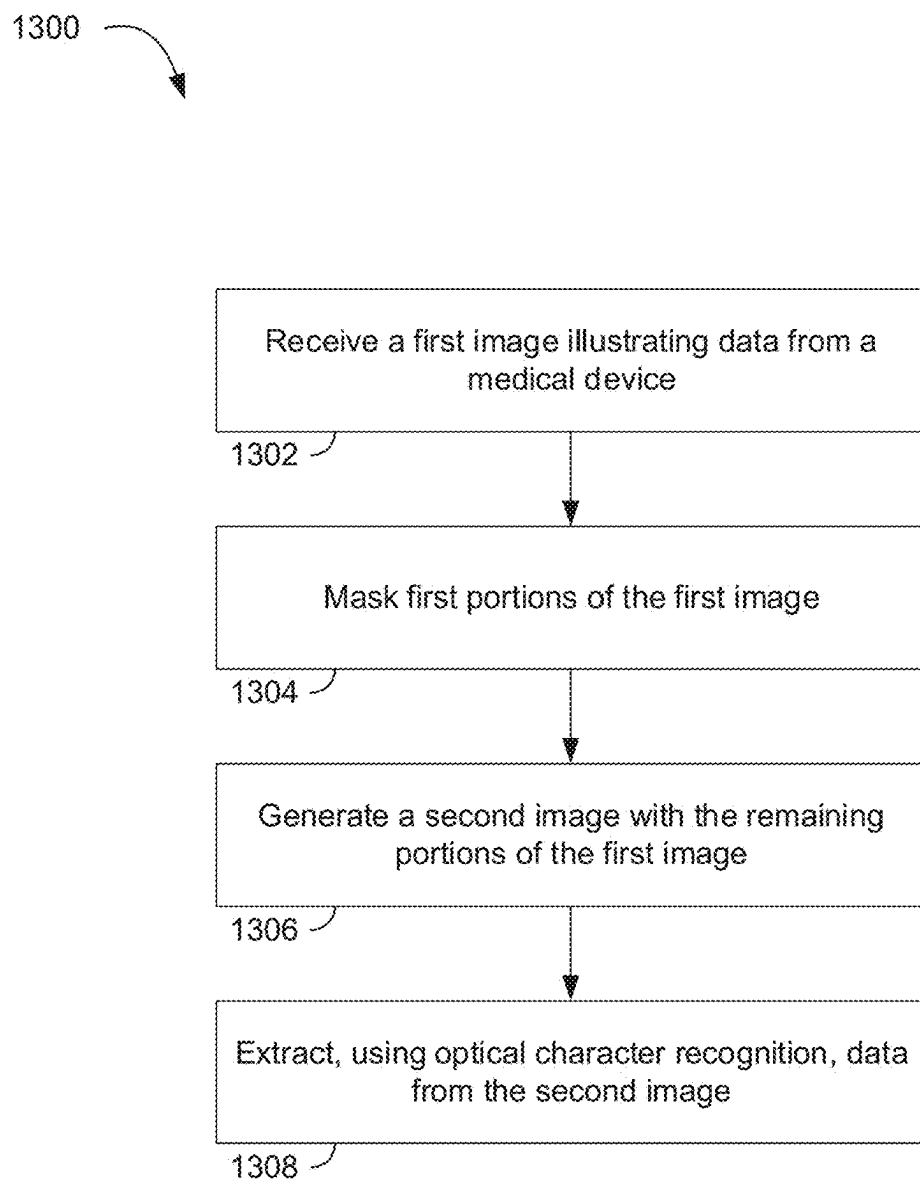 1300
Receive a first image illustrating data from a
medical device
1302
Mask first portions of the first image
1304
Generate a second image with the remaining
portions of the first image
1306
Extract, using optical character recognition, data
from the second image
1308